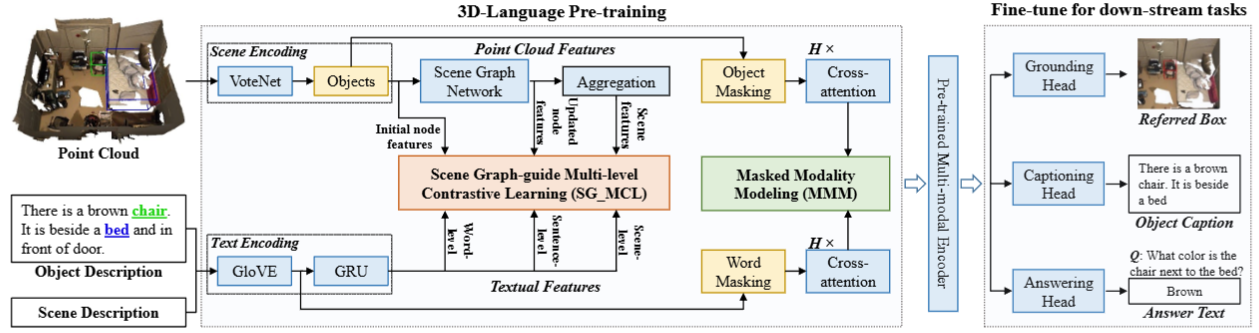 3D-Language Pre-training
Fine-tune for down-stream tasks
Scene Encoding
Point Cloud Features
H ×
VoteNet
Objects
Scene Graph
Network
Aggregation
Object
Masking
Cross-
attention
Initial node
features
Updated
node
features
Scene
features
Point Cloud
Scene Graph-guide Multi-level
Contrastive Learning (SG_MCL)
Masked Modality
Modeling (MMM)
There is a brown chair.
It is beside a bed and in
front of door.
Object Description
Scene Description
Text Encoding
GloVE
GRU
Word-
level
Sentence-
level
Scene-
level
Textual Features
Word
Masking
H ×
Cross-
attention
Pre-trained Multi-modal Encoder
Grounding
Head
Referred Box
Captioning
Head
There is a brown
chair. It is beside
a bed
Object Caption
Answering
Head
Q: What color is the
chair next to the bed?
Brown
Answer Text